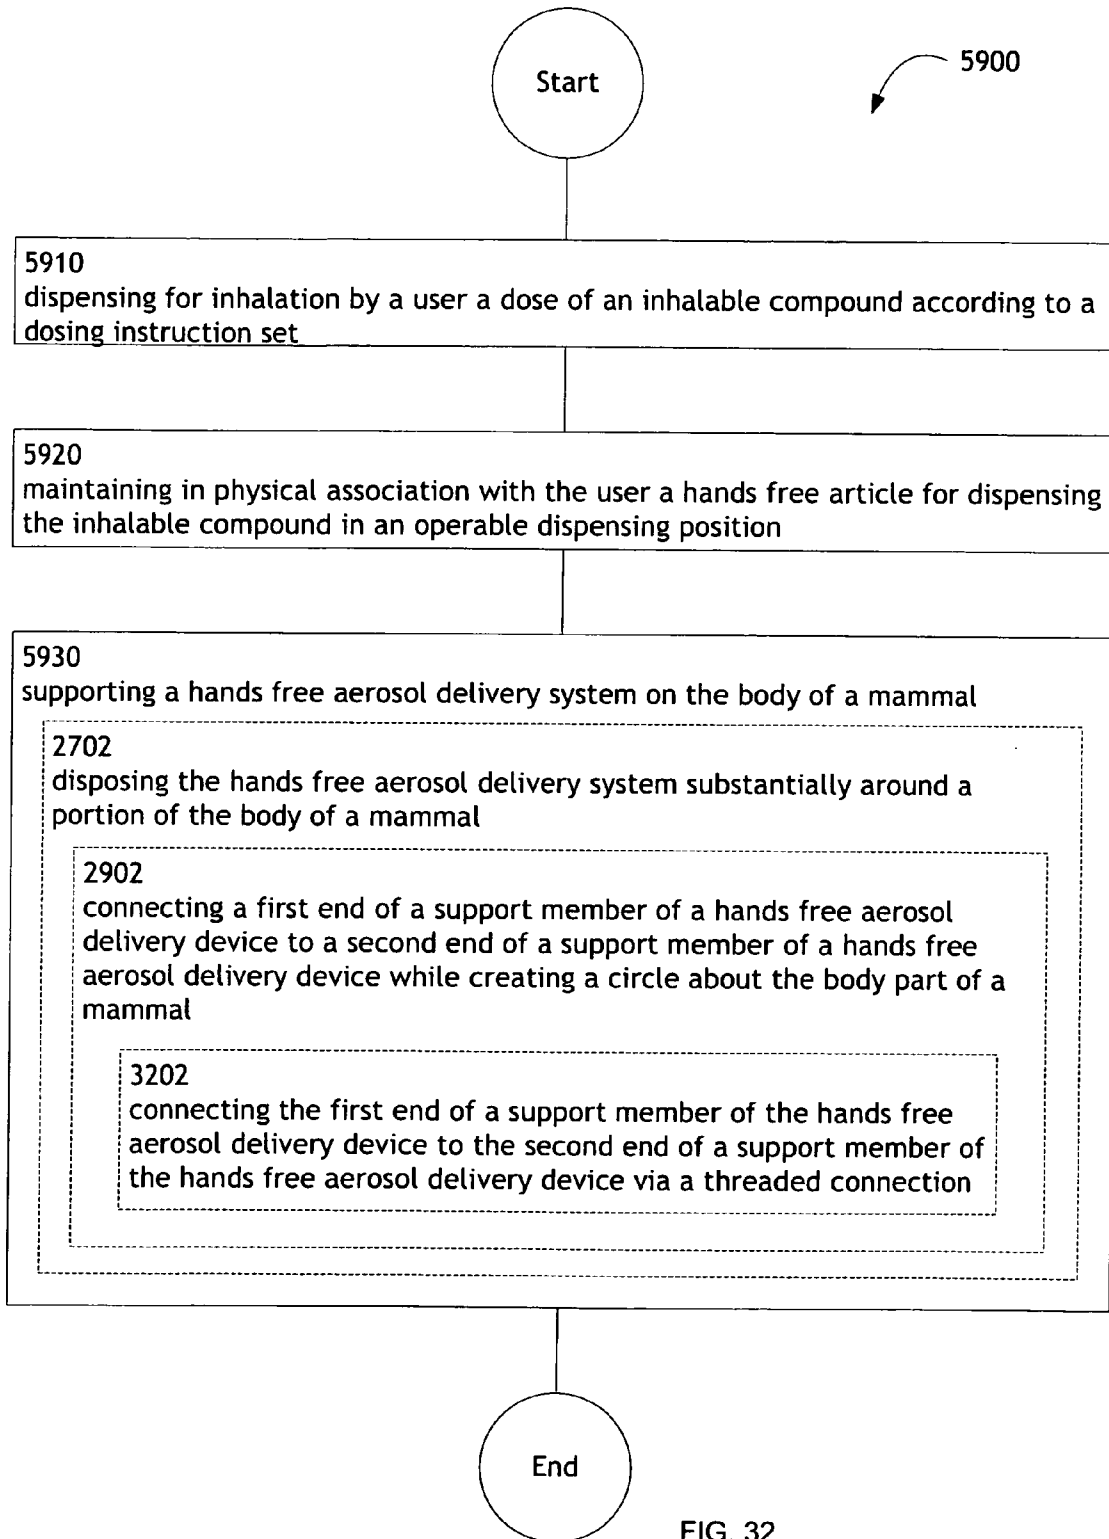 Start
5900
5910
dispensing for inhalation by a user a dose of an inhalable compound according to a
dosing instruction set
5920
maintaining in physical association with the user a hands free article for dispensing
the inhalable compound in an operable dispensing position
5930
supporting a hands free aerosol delivery system on the body of a mammal
2702
disposing the hands free aerosol delivery system substantially around a
portion of the body of a mammal
2902
connecting a first end of a support member of a hands free aerosol
delivery device to a second end of a support member of a hands free
aerosol delivery device while creating a circle about the body part of a
mammal
3202
connecting the first end of a support member of the hands free
aerosol delivery device to the second end of a support member of
the hands free aerosol delivery device via a threaded connection
End
FIG. 32